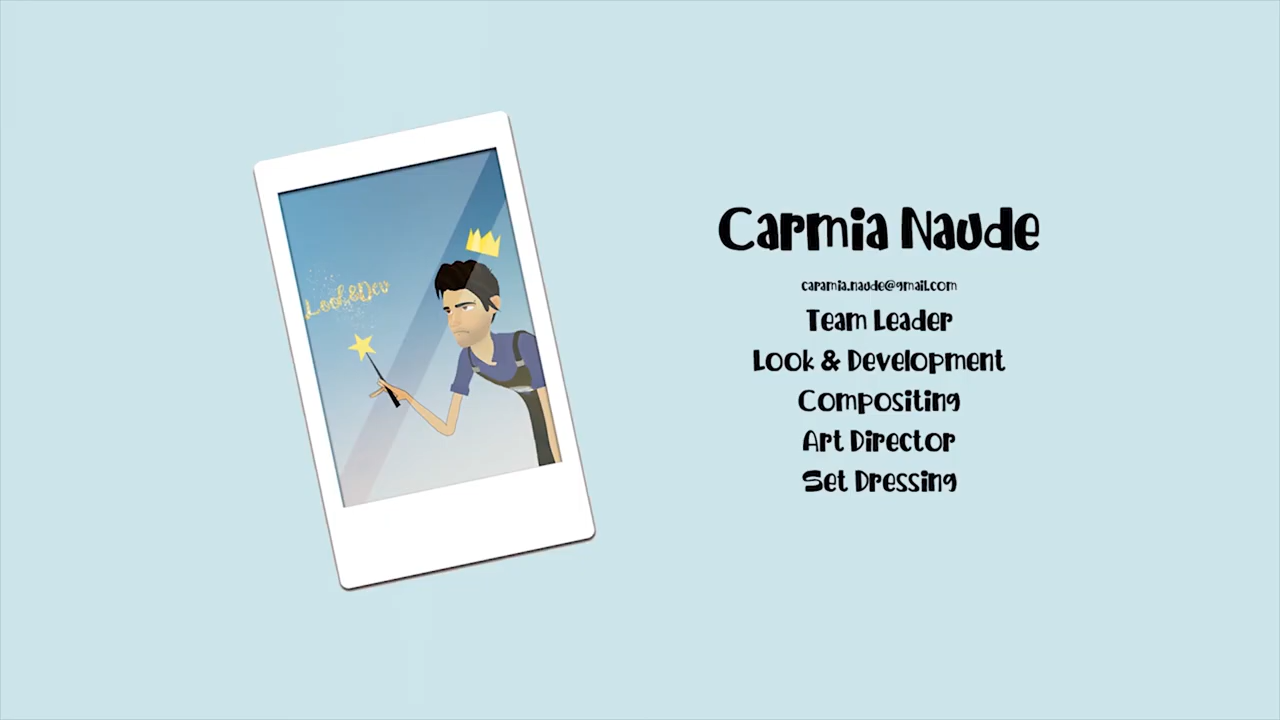 Look&Dev
Carmia Naude
caramia.naude@gmail.com
Team Leader
Look & Development
Compositing
Art Director
Set Dressing